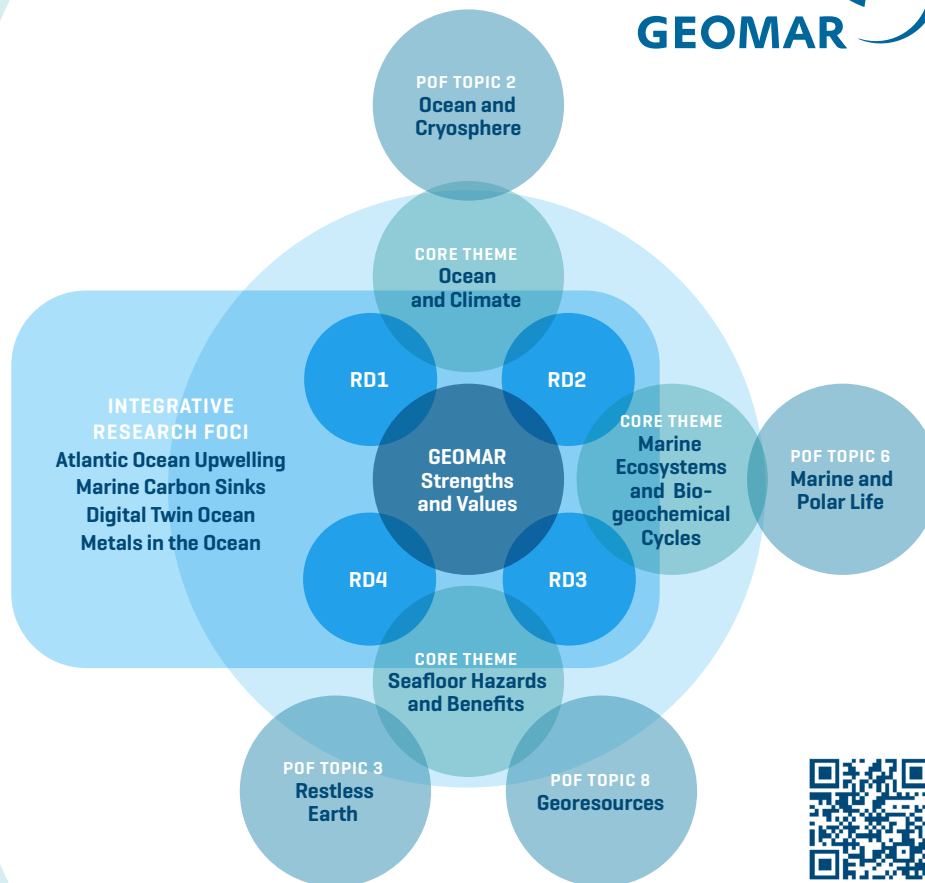 GEOMAR
POF TOPIC 2
Ocean and
Cryosphere
CORE THEME
Ocean
and Climate
RD1
RD2
INTEGRATIVE
RESEARCH FOCI
Atlantic Ocean Upwelling
Marine Carbon Sinks
Digital Twin Ocean
Metals in the Ocean
GEOMAR
Strengths
and Values
CORE THEME
Marine
Ecosystems
and Bio-
geochemical
Cycles
POF TOPIC 6
Marine and
Polar Life
RD4
RD3
CORE THEME
Seafloor Hazards
and Benefits
POF TOPIC 3
Restless
Earth
POF TOPIC 8
Georesources